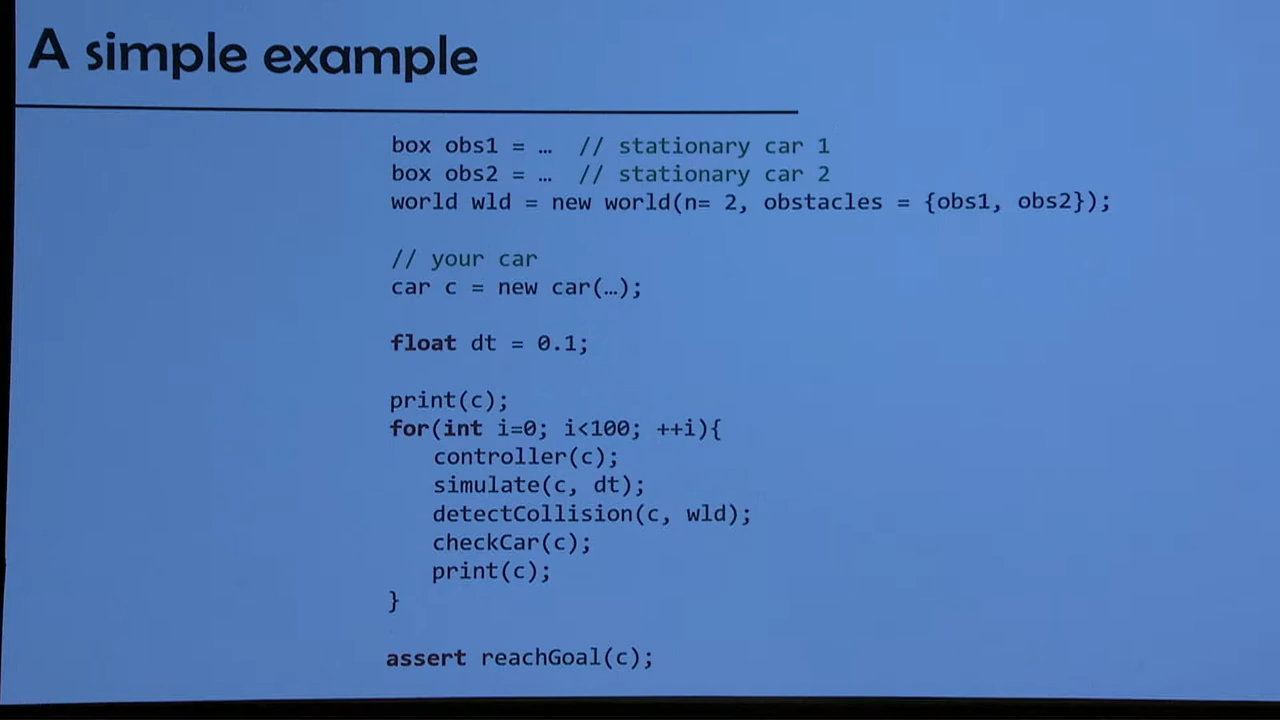 A simple example
box obs1 = … // stationary car 1
box obs2 = … // stationary car 2
world wld = new world(n= 2, obstacles = {obs1, obs2});
// your car
car c = new car(…);
float dt = 0.1;
print(c);
for(int i=0; i<100; ++i){
controller(c);
simulate(c, dt);
detectCollision(c, wld);
checkCar(c);
print(c);
}
assert reachGoal(c);